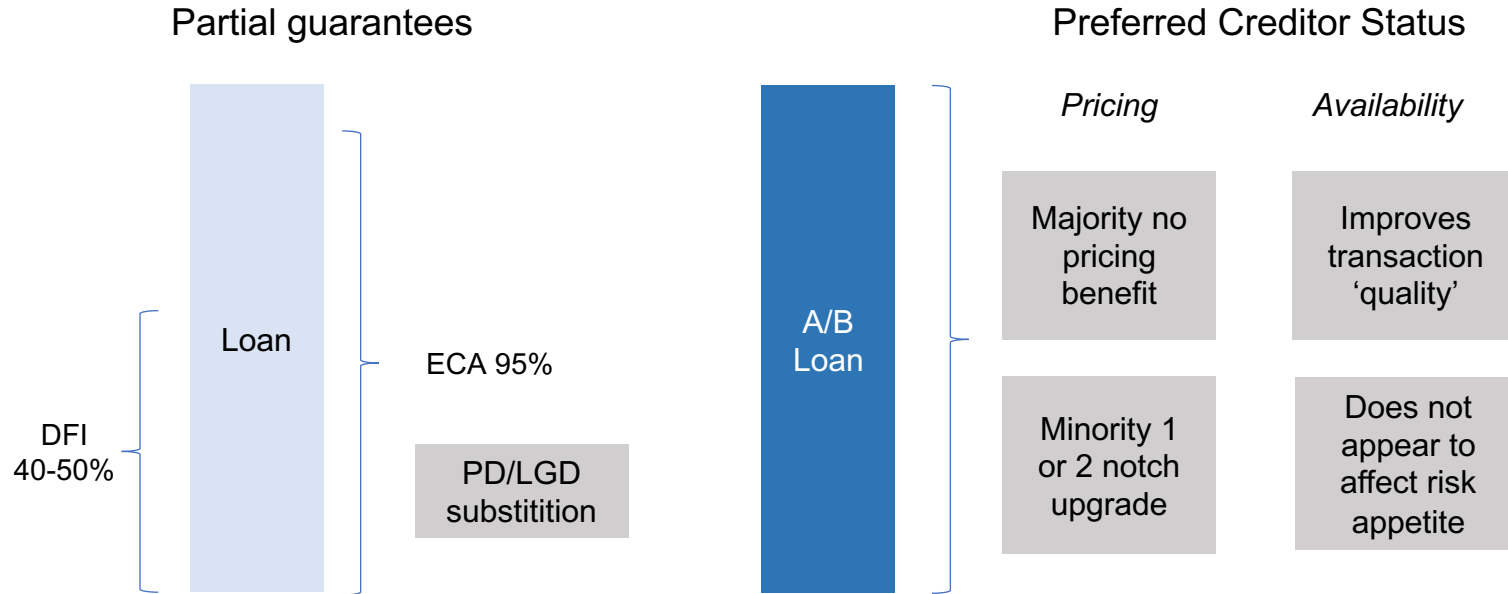 Partial guarantees
Loan
DFI
40-50%
ECA 95%
PD/LGD
substitition
Preferred Creditor Status
Pricing
Availability
A/B
Loan
Majority no
pricing
benefit
Improves
transaction
‘quality’
Minority 1
or 2 notch
upgrade
Does not
appear to
affect risk
appetite